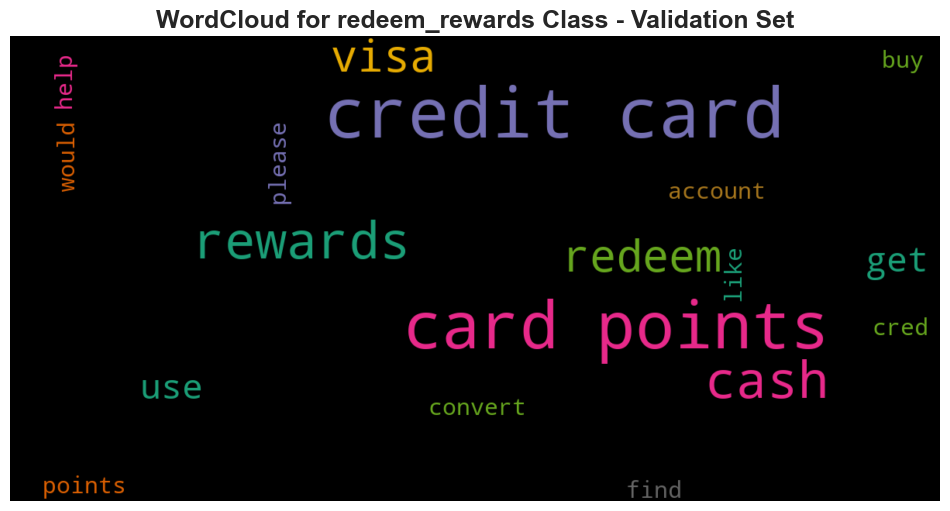 WordCloud for redeem_rewards Class - Validation Set
visa
buy
help
credit card
would
please
account
rewards
redeem
like
get
card points
cred
cash
use
convert
points
find